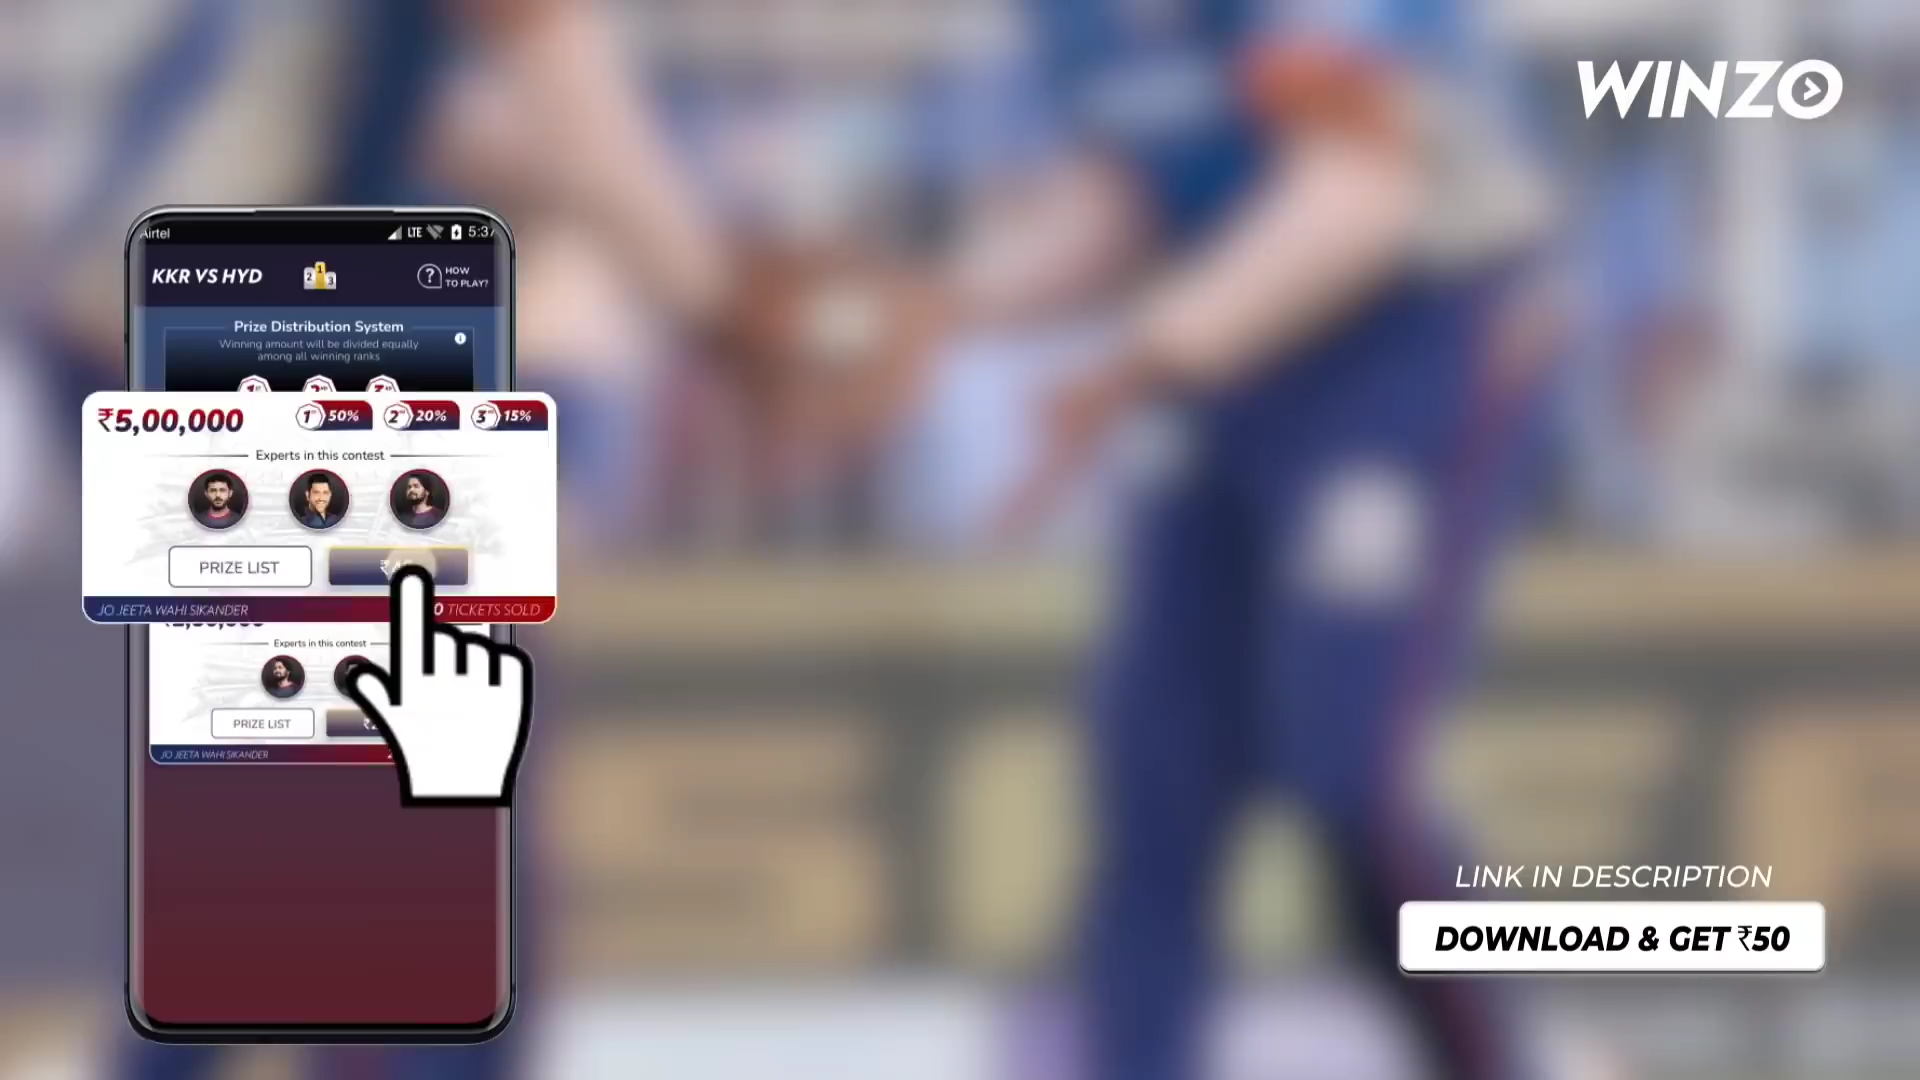 WINZO
Airtel
LTE
5:37
KKR VS HYD
2 1 3
? HOW
TO PLAY?
Prize Distribution System
Winning amount will be divided equally
among all winning ranks
₹5,00,000
1ST 50%
2ND 20%
3RD 15%
Experts in this contest
PRIZE LIST
JO JEETA WAHI SIKANDER
TICKETS SOLD
Experts in this contest
PRIZE LIST
JO JEETA WAHI SIKANDER
LINK IN DESCRIPTION
DOWNLOAD & GET ₹50